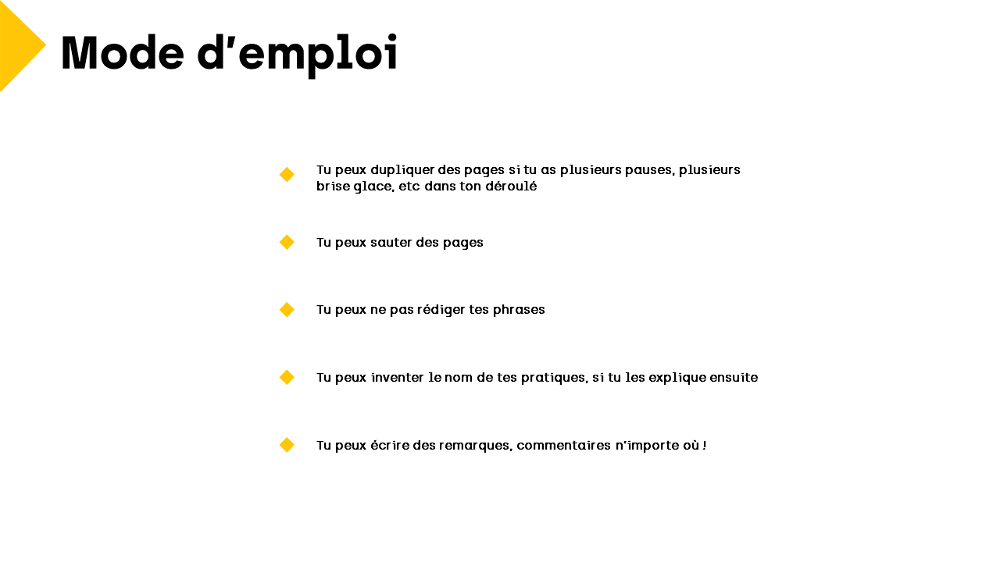 Mode d'emploi
Tu peux dupliquer des pages si tu as plusieurs pauses, plusieurs
brise glace, etc dans ton déroulé
Tu peux sauter des pages
Tu peux ne pas rédiger tes phrases
Tu peux inventer le nom de tes pratiques, si tu les explique ensuite
Tu peux écrire des remarques, commentaires n'importe où !